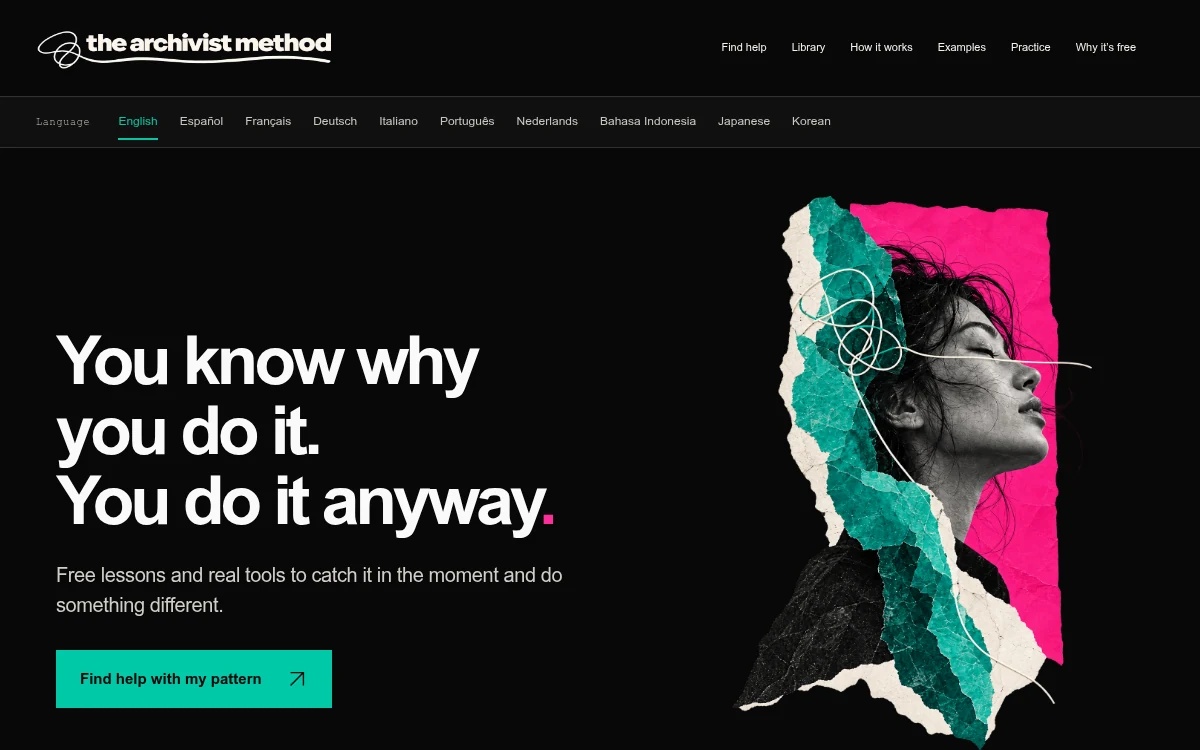 the archivist method
Find help
Library
How it works
Examples
Practice
Why it's free
Language
English
Español
Français
Deutsch
Italiano
Português
Nederlands
Bahasa Indonesia
Japanese
Korean
You know why
you do it.
You do it anyway.
Free lessons and real tools to catch it in the moment and do
something different.
Find help with my pattern